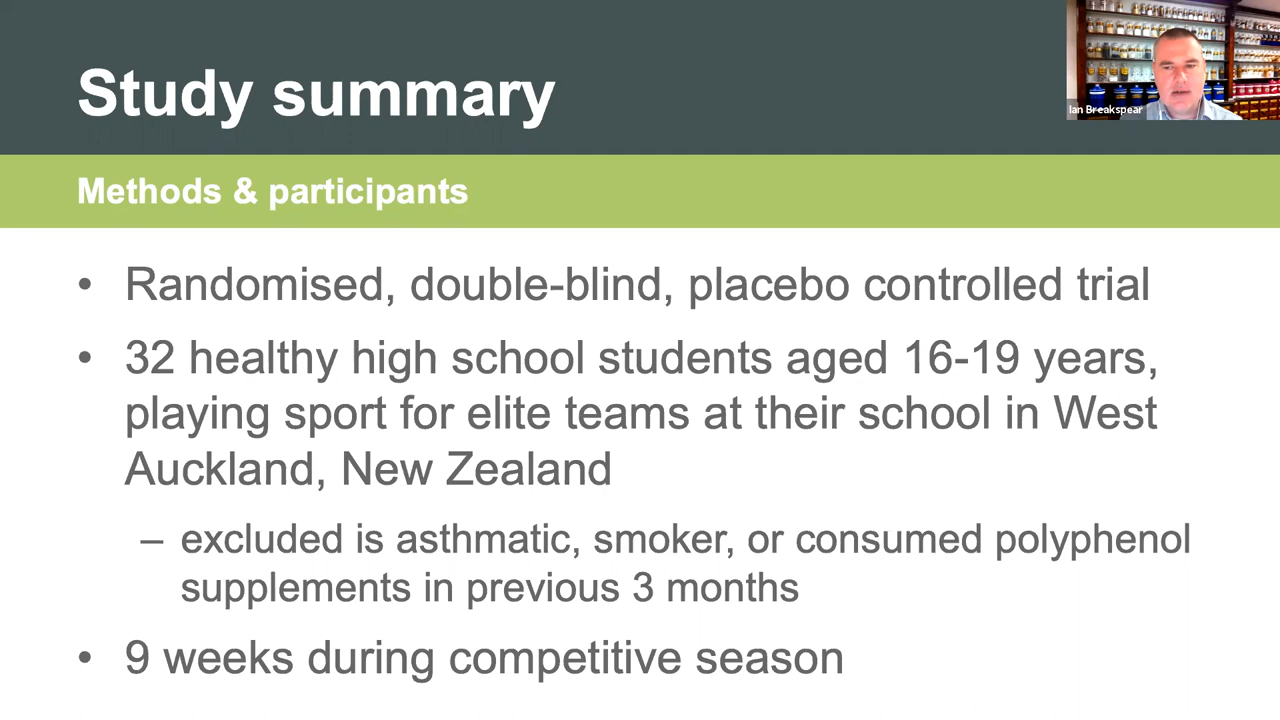 Study summary
Ian Breakspear
Methods & participants
• Randomised, double-blind, placebo controlled trial
• 32 healthy high school students aged 16-19 years,
playing sport for elite teams at their school in West
Auckland, New Zealand
– excluded is asthmatic, smoker, or consumed polyphenol
supplements in previous 3 months
• 9 weeks during competitive season